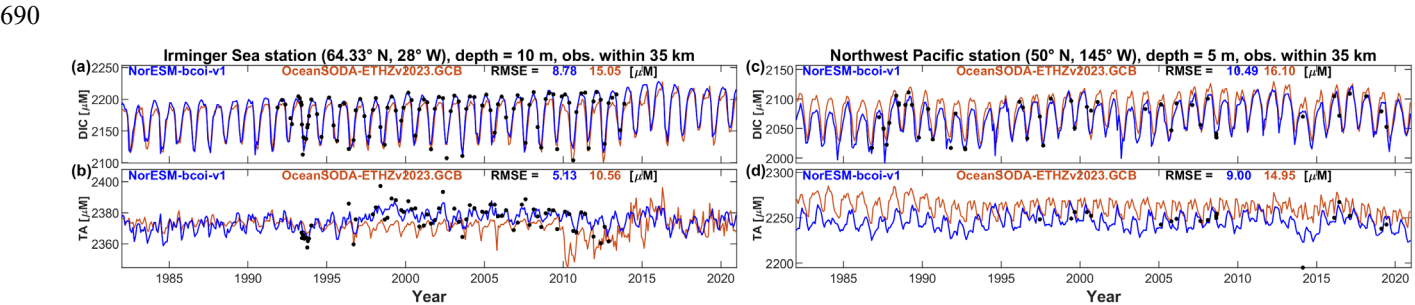 690
Irminger Sea station (64.33° N, 28° W), depth = 10 m, obs. within 35 km
(a) 2250 NorESM-bcoi-v1 OceanSODA-ETHZv2023.GCB RMSE = 8.78 15.05 [µM]
2200
2150
2100
DIC [µM]
(b) 2400 NorESM-bcoi-v1 OceanSODA-ETHZv2023.GCB RMSE = 5.13 10.56 [µM]
2380
2360
TA [µM]
1985 1990 1995 2000 2005 2010 2015 2020
Year
Northwest Pacific station (50° N, 145° W), depth = 5 m, obs. within 35 km
(c) 2150 NorESM-bcoi-v1 OceanSODA-ETHZv2023.GCB RMSE = 10.49 16.10 [µM]
2100
2050
2000
DIC [µM]
(d) 2300 NorESM-bcoi-v1 OceanSODA-ETHZv2023.GCB RMSE = 9.00 14.95 [µM]
2250
2200
TA [µM]
1985 1990 1995 2000 2005 2010 2015 2020
Year